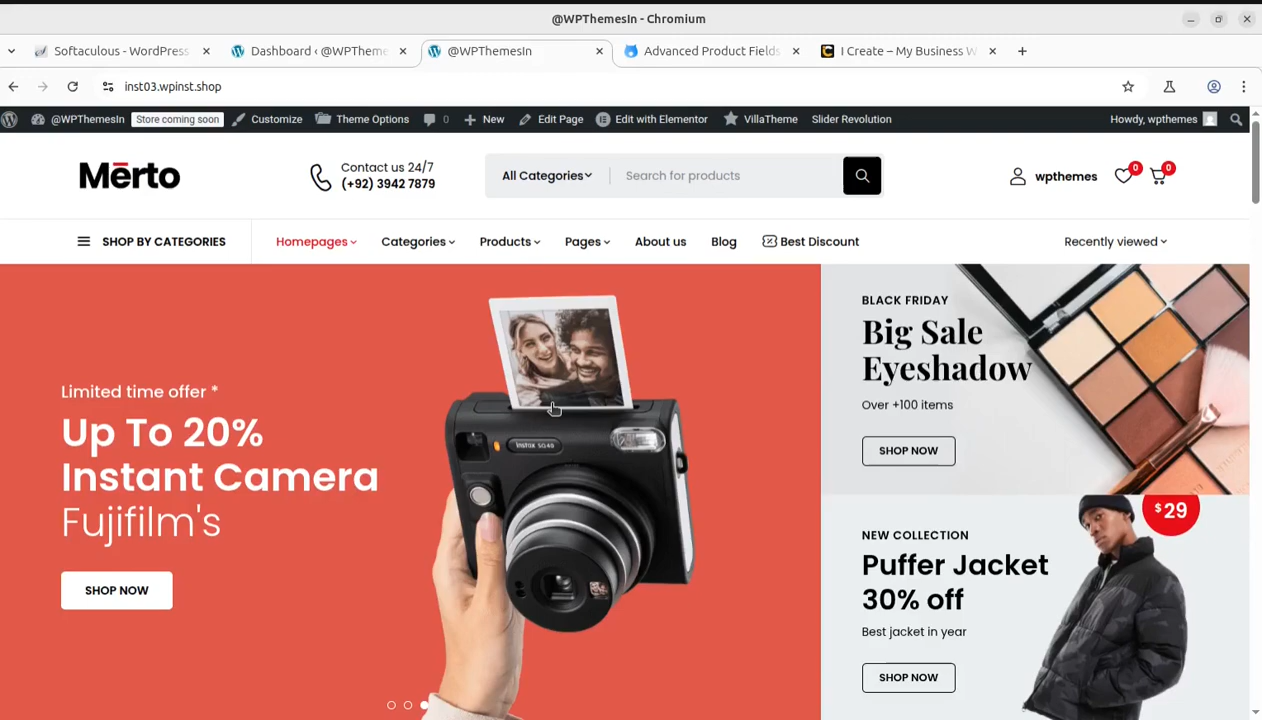 @WPThemesIn - Chromium
Softaculous - WordPress
Dashboard ‹ @WPTheme
@WPThemesIn
Advanced Product Fields
I Create – My Business W
inst03.wpinst.shop
@WPThemesIn
Store coming soon
Customize
Theme Options
0
New
Edit Page
Edit with Elementor
VillaTheme
Slider Revolution
Howdy, wpthemes
Mērto
Contact us 24/7
(+92) 3942 7879
All Categories
Search for products
wpthemes
0
0
SHOP BY CATEGORIES
Homepages
Categories
Products
Pages
About us
Blog
Best Discount
Recently viewed
Limited time offer *
Up To 20%
Instant Camera
Fujifilm's
SHOP NOW
instax SQ40
BLACK FRIDAY
Big Sale
Eyeshadow
Over +100 items
SHOP NOW
$29
NEW COLLECTION
Puffer Jacket
30% off
Best jacket in year
SHOP NOW